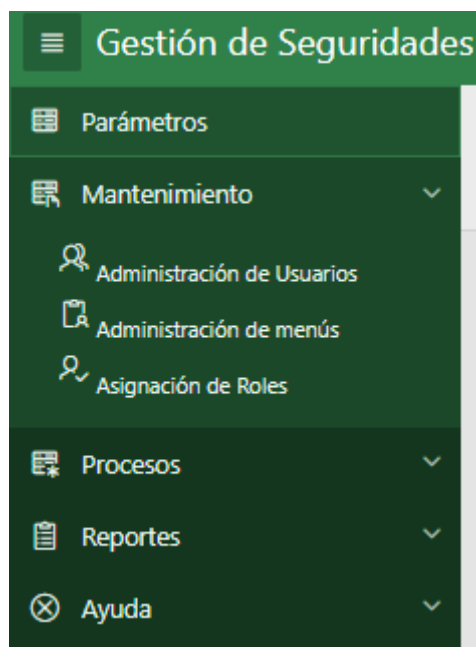 Gestión de Seguridades
Parámetros
Mantenimiento
Administración de Usuarios
Administración de menús
Asignación de Roles
Procesos
Reportes
Ayuda